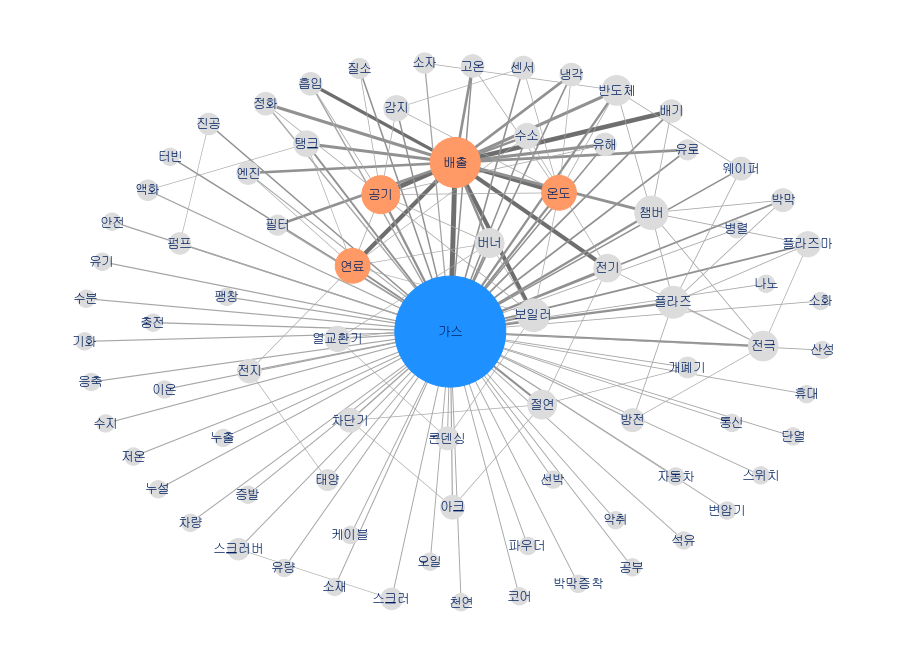 소자
고온
센서
질소
냉각
흡입
반도체
정화
감지
배기
진공
수소
탱크
유해
유로
터빈
배출
웨이퍼
엔진
액화
공기
온도
박막
챔버
안전
필터
병렬
펌프
버너
플라즈마
유기
연료
전기
나노
수분
팽창
플라즈
소화
충전
보일러
가스
기화
열교환기
전극
산성
전지
개폐기
응축
이온
휴대
절연
수지
차단기
방전
통신
누출
콘덴싱
단열
저온
태양
선박
자동차
스위치
누설
증발
아크
변압기
차량
악취
케이블
석유
스크러버
파우더
유량
오일
공부
소재
박막증착
스크러
천연
코어